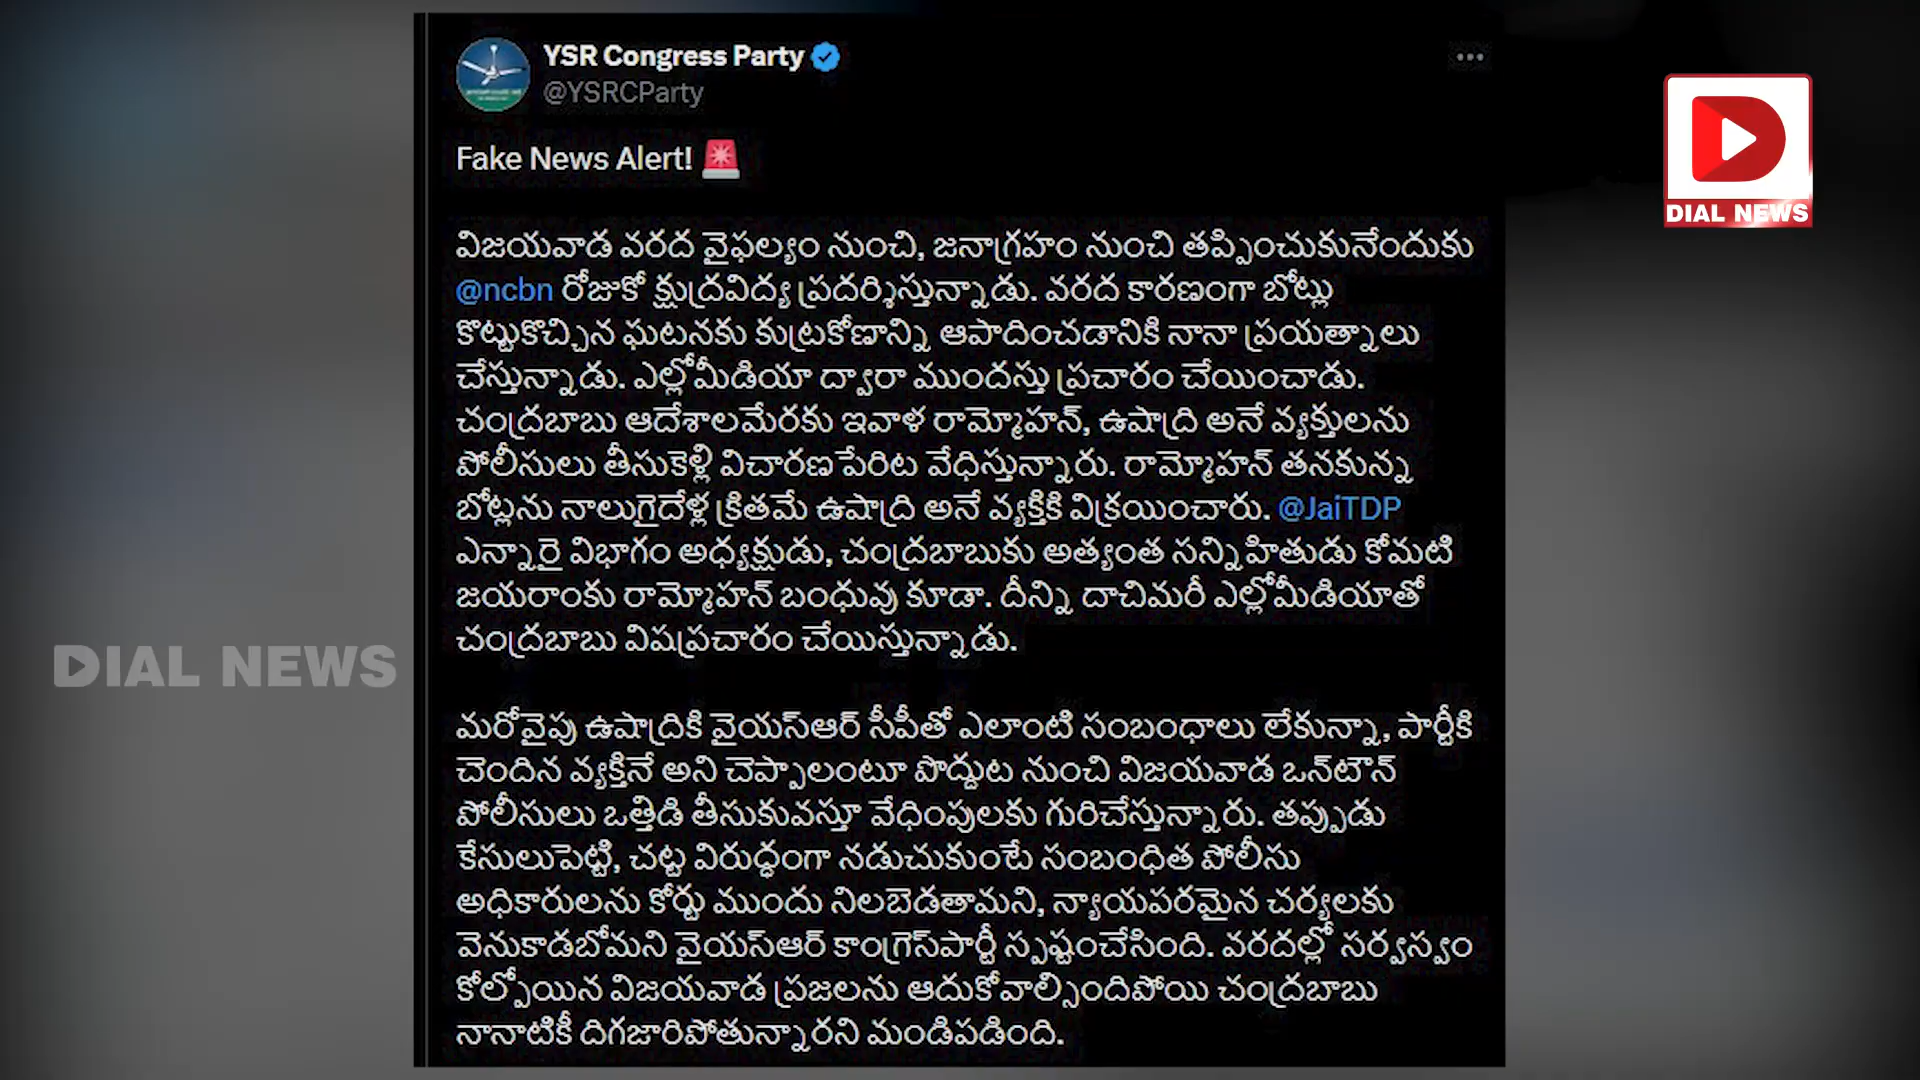 YSR Congress Party
@YSRCParty
Fake News Alert! 🚨
విజయవాడ వరద వైఫల్యం నుంచి, జనాగ్రహం నుంచి తప్పించుకునేందుకు
@ncbn రోజుకో క్షుద్రవిద్య ప్రదర్శిస్తున్నాడు. వరద కారణంగా బోట్లు
కొట్టుకొచ్చిన ఘటనకు కుట్రకోణాన్ని ఆపాదించడానికి నానా ప్రయత్నాలు
చేస్తున్నాడు. ఎల్లోమీడియా ద్వారా ముందస్తు ప్రచారం చేయించాడు.
చంద్రబాబు ఆదేశాలమేరకు ఇవాళ రామ్మోహన్, ఉషాద్రి అనే వ్యక్తులను
పోలీసులు తీసుకెళ్లి విచారణపేరిట వేధిస్తున్నారు. రామ్మోహన్ తనకున్న
బోట్లను నాలుగైదేళ్ల క్రితమే ఉషాద్రి అనే వ్యక్తికి విక్రయించారు. @JaiTDP
ఎన్నారై విభాగం అధ్యక్షుడు, చంద్రబాబుకు అత్యంత సన్నిహితుడు కోమటి
జయరాంకు రామ్మోహన్ బంధువు కూడా. దీన్ని దాచిమరీ ఎల్లోమీడియాతో
చంద్రబాబు విషప్రచారం చేయిస్తున్నాడు.
మరోవైపు ఉషాద్రికి వైయస్ఆర్ సీపీతో ఎలాంటి సంబంధాలు లేకున్నా, పార్టీకి
చెందిన వ్యక్తినే అని చెప్పాలంటూ పొద్దుట నుంచి విజయవాడ ఒన్‌టౌన్
పోలీసులు ఒత్తిడి తీసుకువస్తూ వేధింపులకు గురిచేస్తున్నారు. తప్పుడు
కేసులుపెట్టి, చట్ట విరుద్ధంగా నడుచుకుంటే సంబంధిత పోలీసు
అధికారులను కోర్టు ముందు నిలబెడతామని, న్యాయపరమైన చర్యలకు
వెనుకాడబోమని వైయస్ఆర్ కాంగ్రెస్‌పార్టీ స్పష్టంచేసింది. వరదల్లో సర్వస్వం
కోల్పోయిన విజయవాడ ప్రజలను ఆదుకోవాల్సిందిపోయి చంద్రబాబు
నానాటికీ దిగజారిపోతున్నారని మండిపడింది.
DIAL NEWS
DIAL NEWS